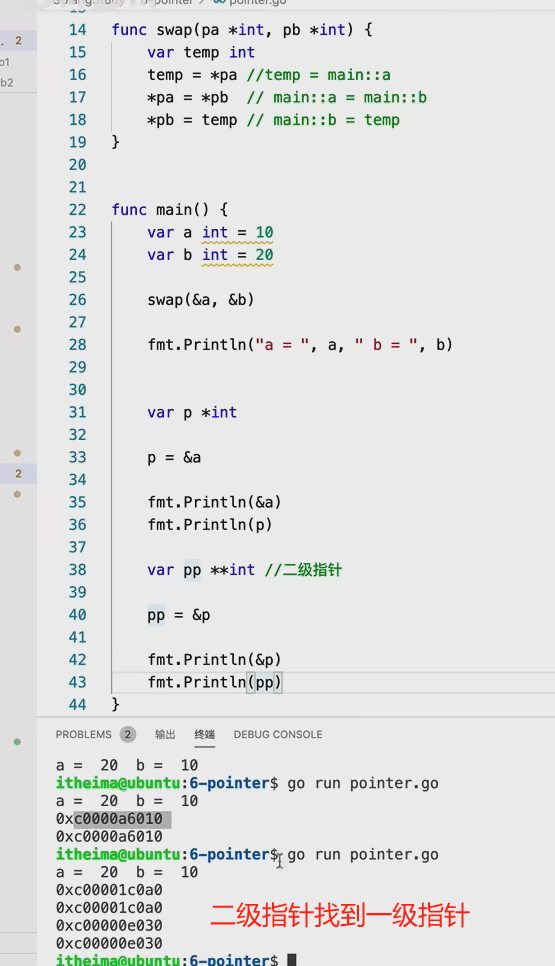 pointer.go
2
b1
b2
2
14 func swap(pa *int, pb *int) {
15 var temp int
16 temp = *pa //temp = main::a
17 *pa = *pb // main::a = main::b
18 *pb = temp // main::b = temp
19 }
20
21
22 func main() {
23 var a int = 10
24 var b int = 20
25
26 swap(&a, &b)
27
28 fmt.Println("a = ", a, " b = ", b)
29
30
31 var p *int
32
33 p = &a
34
35 fmt.Println(&a)
36 fmt.Println(p)
37
38 var pp **int //二级指针
39
40 pp = &p
41
42 fmt.Println(&p)
43 fmt.Println(pp)
44 }
PROBLEMS 2 输出 终端 DEBUG CONSOLE
a =  20  b =  10
itheima@ubuntu:6-pointer$ go run pointer.go
a =  20  b =  10
0xc0000a6010
0xc0000a6010
itheima@ubuntu:6-pointer$ go run pointer.go
a =  20  b =  10
0xc00001c0a0
0xc00001c0a0
0xc00000e030
0xc00000e030
二级指针找到一级指针
itheima@ubuntu:6-pointer$